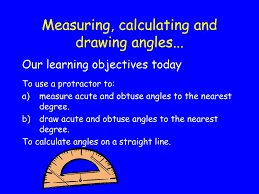 Measuring, calculating and
drawing angles...
Our learning objectives today
To use a protractor to:
a) measure acute and obtuse angles to the nearest
degree.
b) draw acute and obtuse angles to the nearest
degree.
To calculate angles on a straight line.